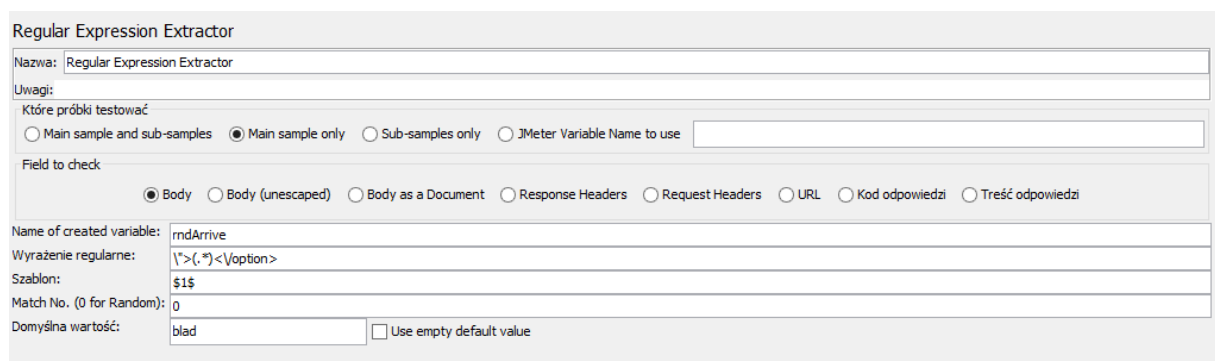 Regular Expression Extractor
Nazwa: Regular Expression Extractor
Uwagi:
Które próbki testować
Main sample and sub-samples Main sample only Sub-samples only JMeter Variable Name to use
Field to check
Body Body (unescaped) Body as a Document Response Headers Request Headers URL Kod odpowiedzi Treść odpowiedzi
Name of created variable: rndArrive
Wyrażenie regularne: \">(.*)<\/option>
Szablon: $1$
Match No. (0 for Random): 0
Domyślna wartość: blad Use empty default value